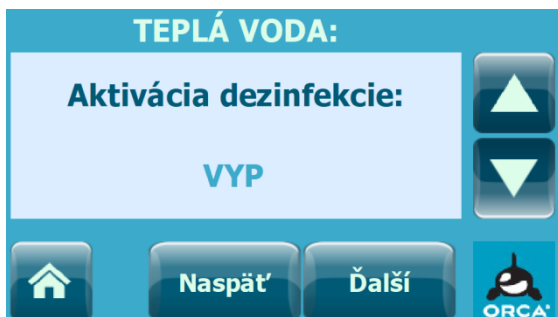 TEPLÁ VODA:
Aktivácia dezinfekcie:
VYP
Naspäť
Ďalší
ORCA